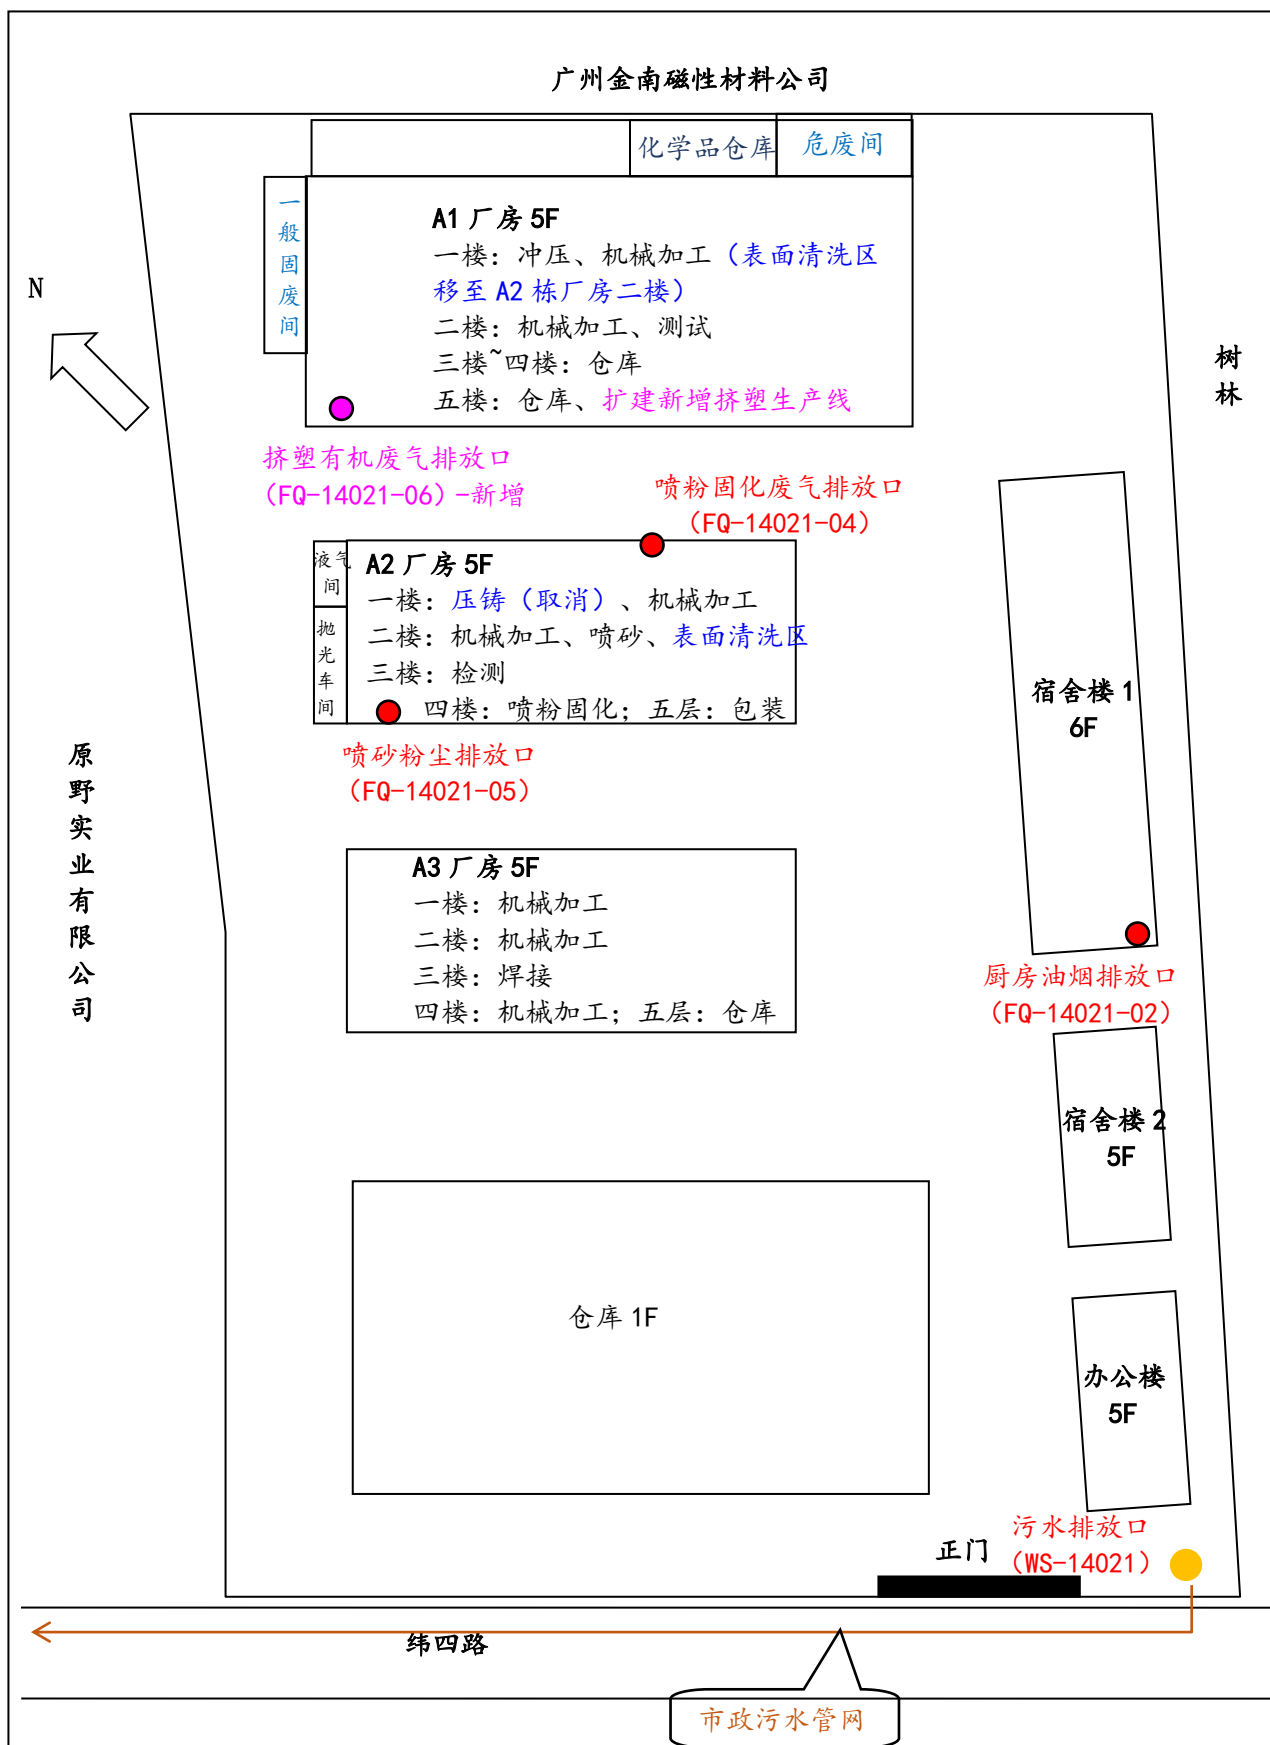 广州金南磁性材料公司
化学品仓库
危废间
一般固废间
A1 厂房 5F
一楼：冲压、机械加工（表面清洗区
移至 A2 栋厂房二楼）
二楼：机械加工、测试
三楼~四楼：仓库
五楼：仓库、扩建新增挤塑生产线
N
树林
挤塑有机废气排放口
（FQ-14021-06）-新增
喷粉固化废气排放口
（FQ-14021-04）
液气间
抛光车间
A2 厂房 5F
一楼：压铸（取消）、机械加工
二楼：机械加工、喷砂、表面清洗区
三楼：检测
四楼：喷粉固化；五层：包装
喷砂粉尘排放口
（FQ-14021-05）
宿舍楼 1
6F
原野实业有限公司
A3 厂房 5F
一楼：机械加工
二楼：机械加工
三楼：焊接
四楼：机械加工；五层：仓库
厨房油烟排放口
（FQ-14021-02）
宿舍楼 2
5F
仓库 1F
办公楼
5F
污水排放口
（WS-14021）
正门
纬四路
市政污水管网